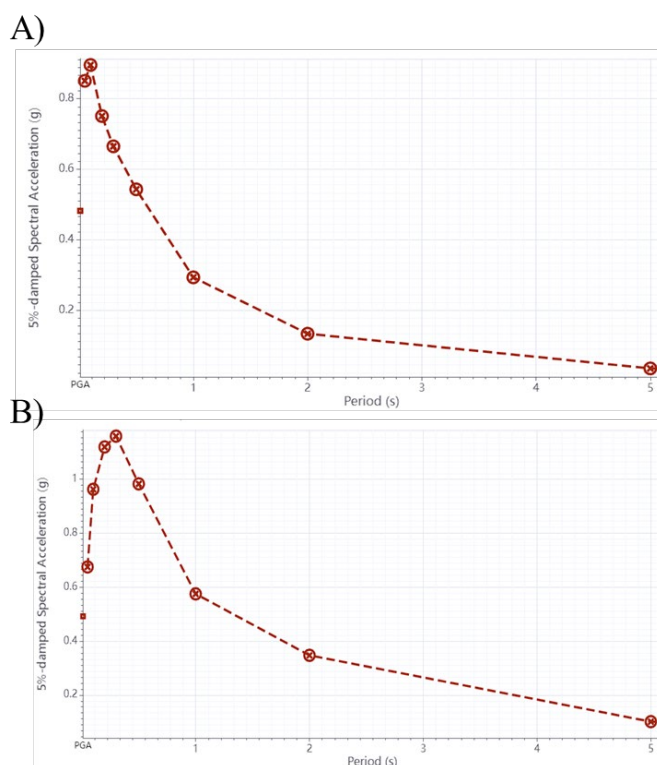 A)
5%-damped Spectral Acceleration (g)
0.8
0.6
0.4
0.2
PGA
1
2
3
4
5
Period (s)
B)
5%-damped Spectral Acceleration (g)
1
0.8
0.6
0.4
0.2
PGA
1
2
3
4
5
Period (s)